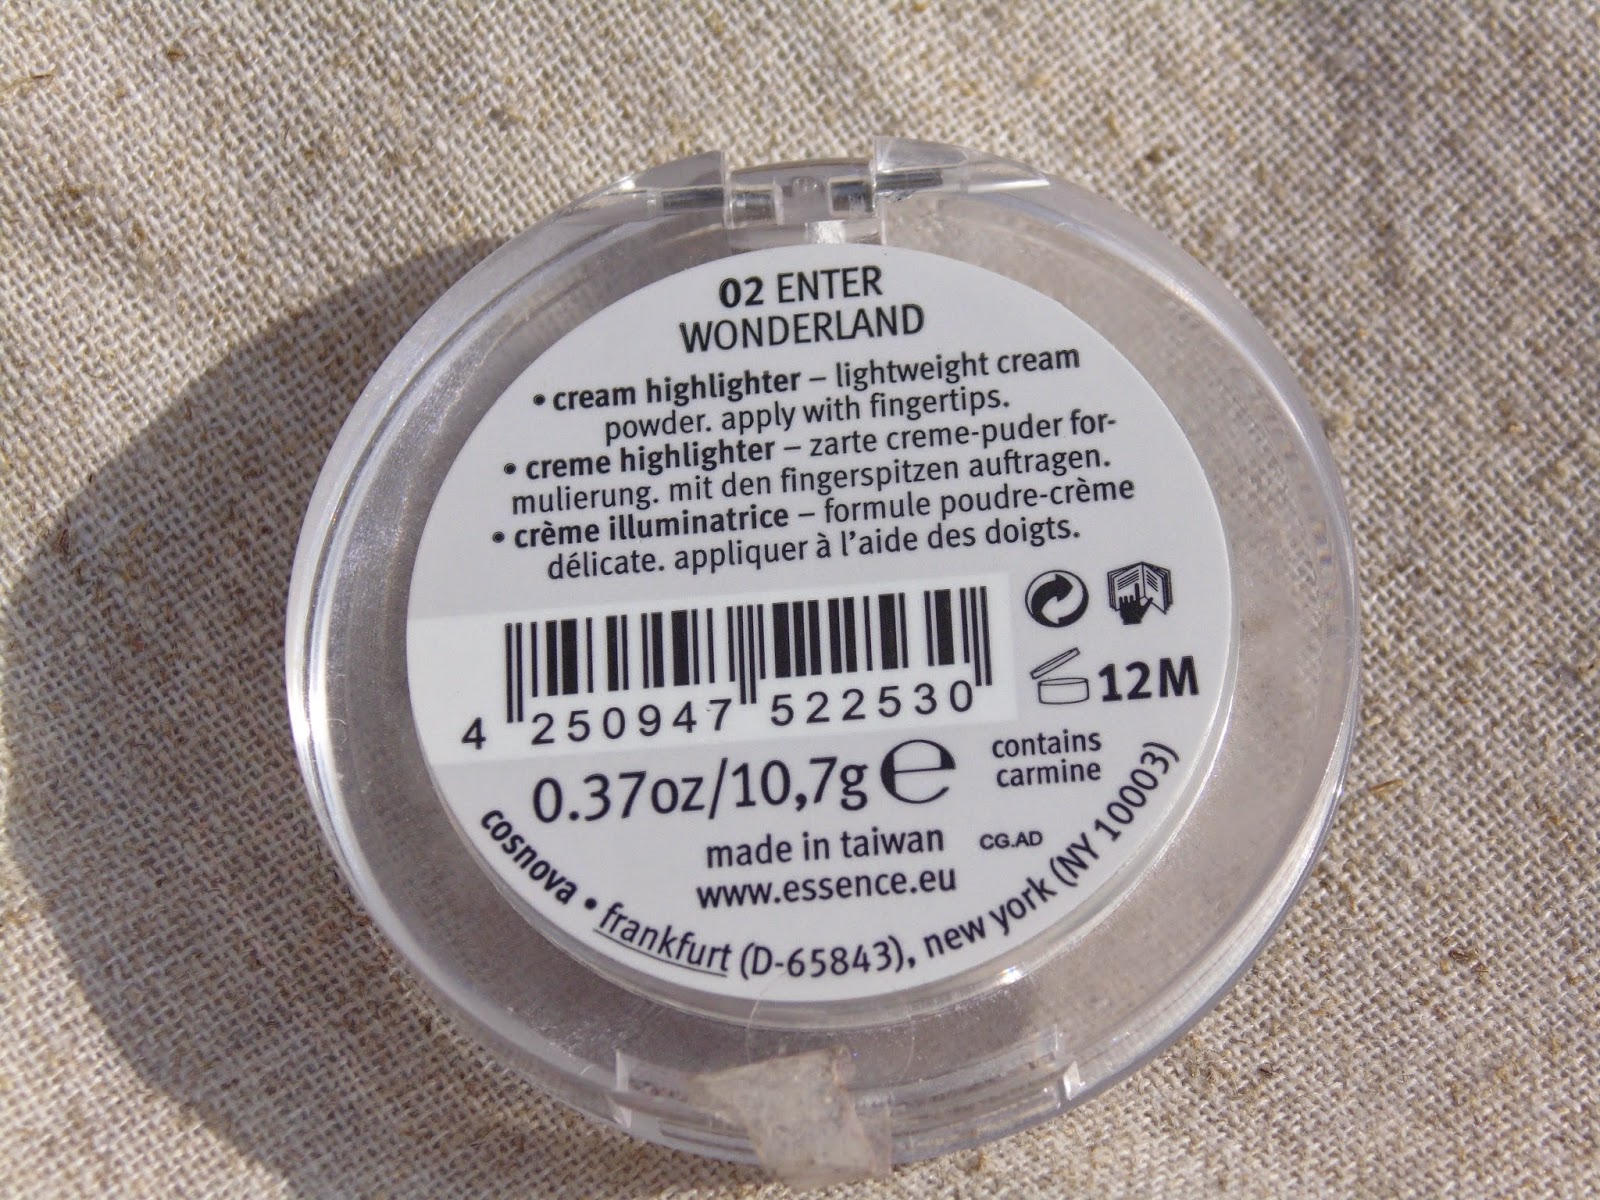 02 ENTER
WONDERLAND
• cream highlighter – lightweight cream
powder. apply with fingertips.
• creme highlighter – zarte creme-puder for-
mulierung. mit den fingerspitzen auftragen.
• crème illuminatrice – formule poudre-crème
délicate. appliquer à l'aide des doigts.
4 250947 522530
12M
0.37oz/10,7g e
contains
carmine
made in taiwan
CG.AD
www.essence.eu
cosnova • frankfurt (D-65843), new york (NY 10003)